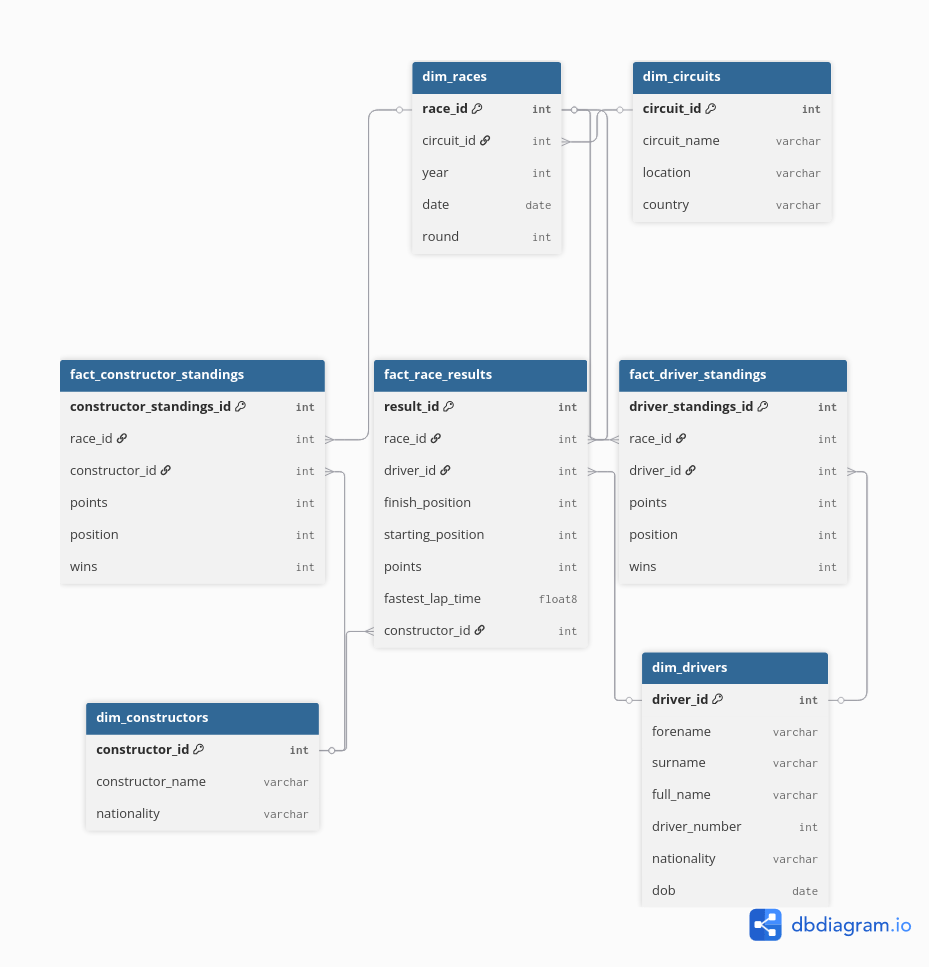 dim_races
race_id int
circuit_id int
year int
date date
round int
dim_circuits
circuit_id int
circuit_name varchar
location varchar
country varchar
fact_constructor_standings
constructor_standings_id int
race_id int
constructor_id int
points int
position int
wins int
fact_race_results
result_id int
race_id int
driver_id int
finish_position int
starting_position int
points int
fastest_lap_time float8
constructor_id int
fact_driver_standings
driver_standings_id int
race_id int
driver_id int
points int
position int
wins int
dim_constructors
constructor_id int
constructor_name varchar
nationality varchar
dim_drivers
driver_id int
forename varchar
surname varchar
full_name varchar
driver_number int
nationality varchar
dob date
dbdiagram.io